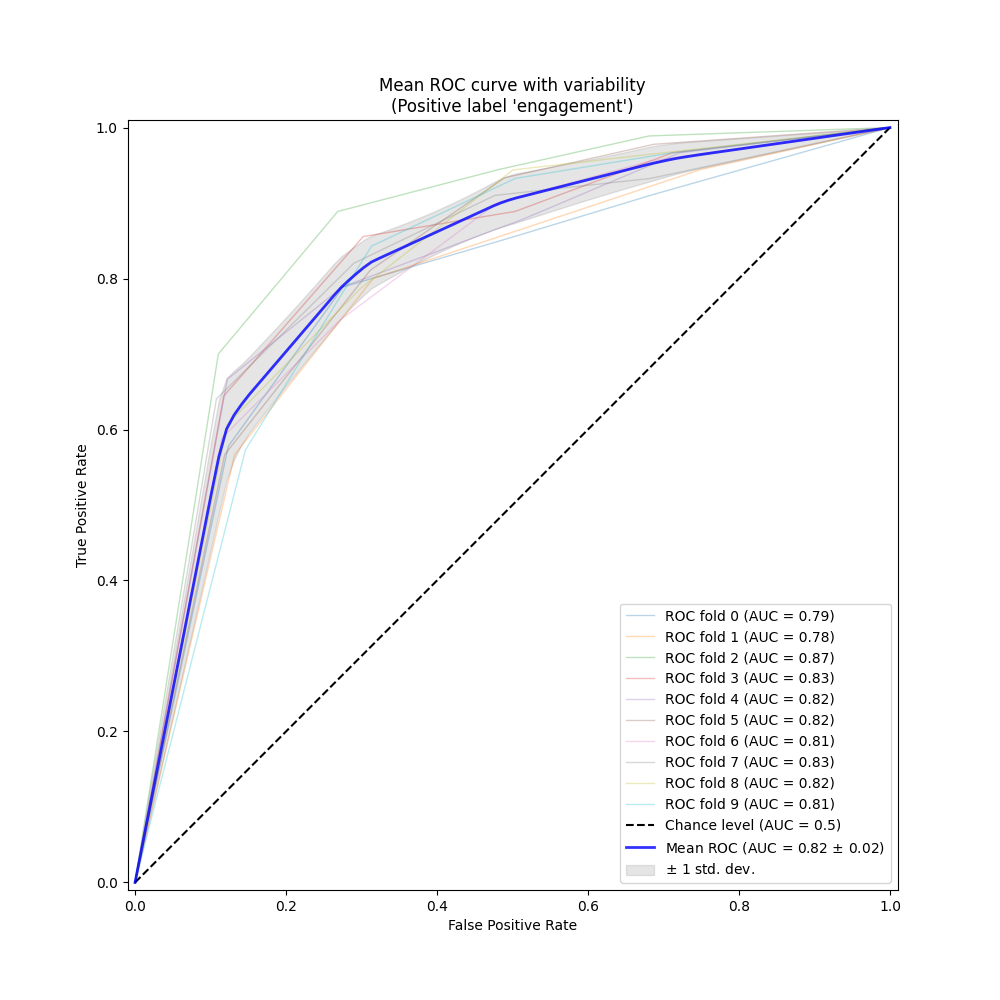 Mean ROC curve with variability
(Positive label 'engagement')
True Positive Rate
1.0
0.8
0.6
0.4
0.2
0.0
0.0 0.2 0.4 0.6 0.8 1.0
False Positive Rate
ROC fold 0 (AUC = 0.79)
ROC fold 1 (AUC = 0.78)
ROC fold 2 (AUC = 0.87)
ROC fold 3 (AUC = 0.83)
ROC fold 4 (AUC = 0.82)
ROC fold 5 (AUC = 0.82)
ROC fold 6 (AUC = 0.81)
ROC fold 7 (AUC = 0.83)
ROC fold 8 (AUC = 0.82)
ROC fold 9 (AUC = 0.81)
Chance level (AUC = 0.5)
Mean ROC (AUC = 0.82 ± 0.02)
± 1 std. dev.